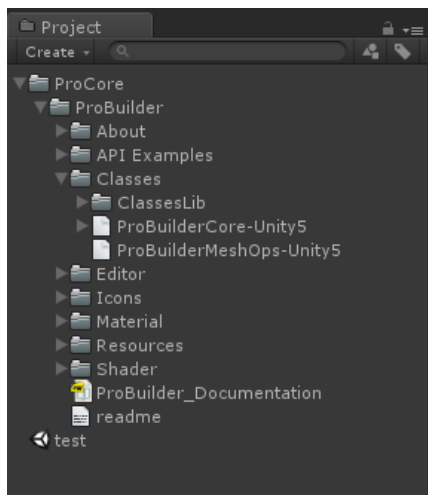 Project
Create
ProCore
ProBuilder
About
API Examples
Classes
ClassesLib
ProBuilderCore-Unity5
ProBuilderMeshOps-Unity5
Editor
Icons
Material
Resources
Shader
ProBuilder_Documentation
readme
test